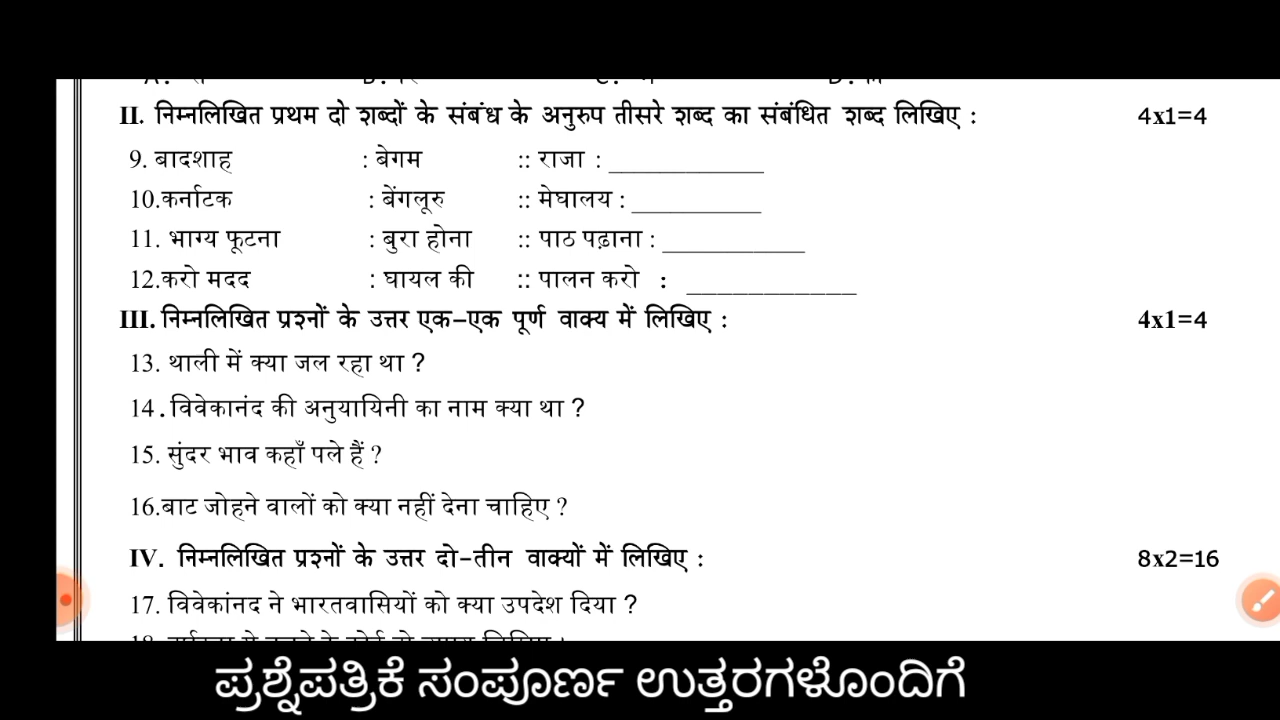 II. निम्नलिखित प्रथम दो शब्दों के संबंध के अनुरुप तीसरे शब्द का संबंधित शब्द लिखिए : 4x1=4
9. बादशाह : बेगम :: राजा : ____________
10.कर्नाटक : बेंगलूरु :: मेघालय : __________
11. भाग्य फूटना : बुरा होना :: पाठ पढ़ाना : ___________
12.करो मदद : घायल की :: पालन करो : ___________
III. निम्नलिखित प्रश्नों के उत्तर एक–एक पूर्ण वाक्य में लिखिए : 4x1=4
13. थाली में क्या जल रहा था ?
14. विवेकानंद की अनुयायिनी का नाम क्या था ?
15. सुंदर भाव कहाँ पले हैं ?
16.बाट जोहने वालों को क्या नहीं देना चाहिए ?
IV. निम्नलिखित प्रश्नों के उत्तर दो-तीन वाक्यों में लिखिए : 8x2=16
17. विवेकांनद ने भारतवासियों को क्या उपदेश दिया ?
ಪ್ರಶ್ನೆಪತ್ರಿಕೆ ಸಂಪೂರ್ಣ ಉತ್ತರಗಳೊಂದಿಗೆ